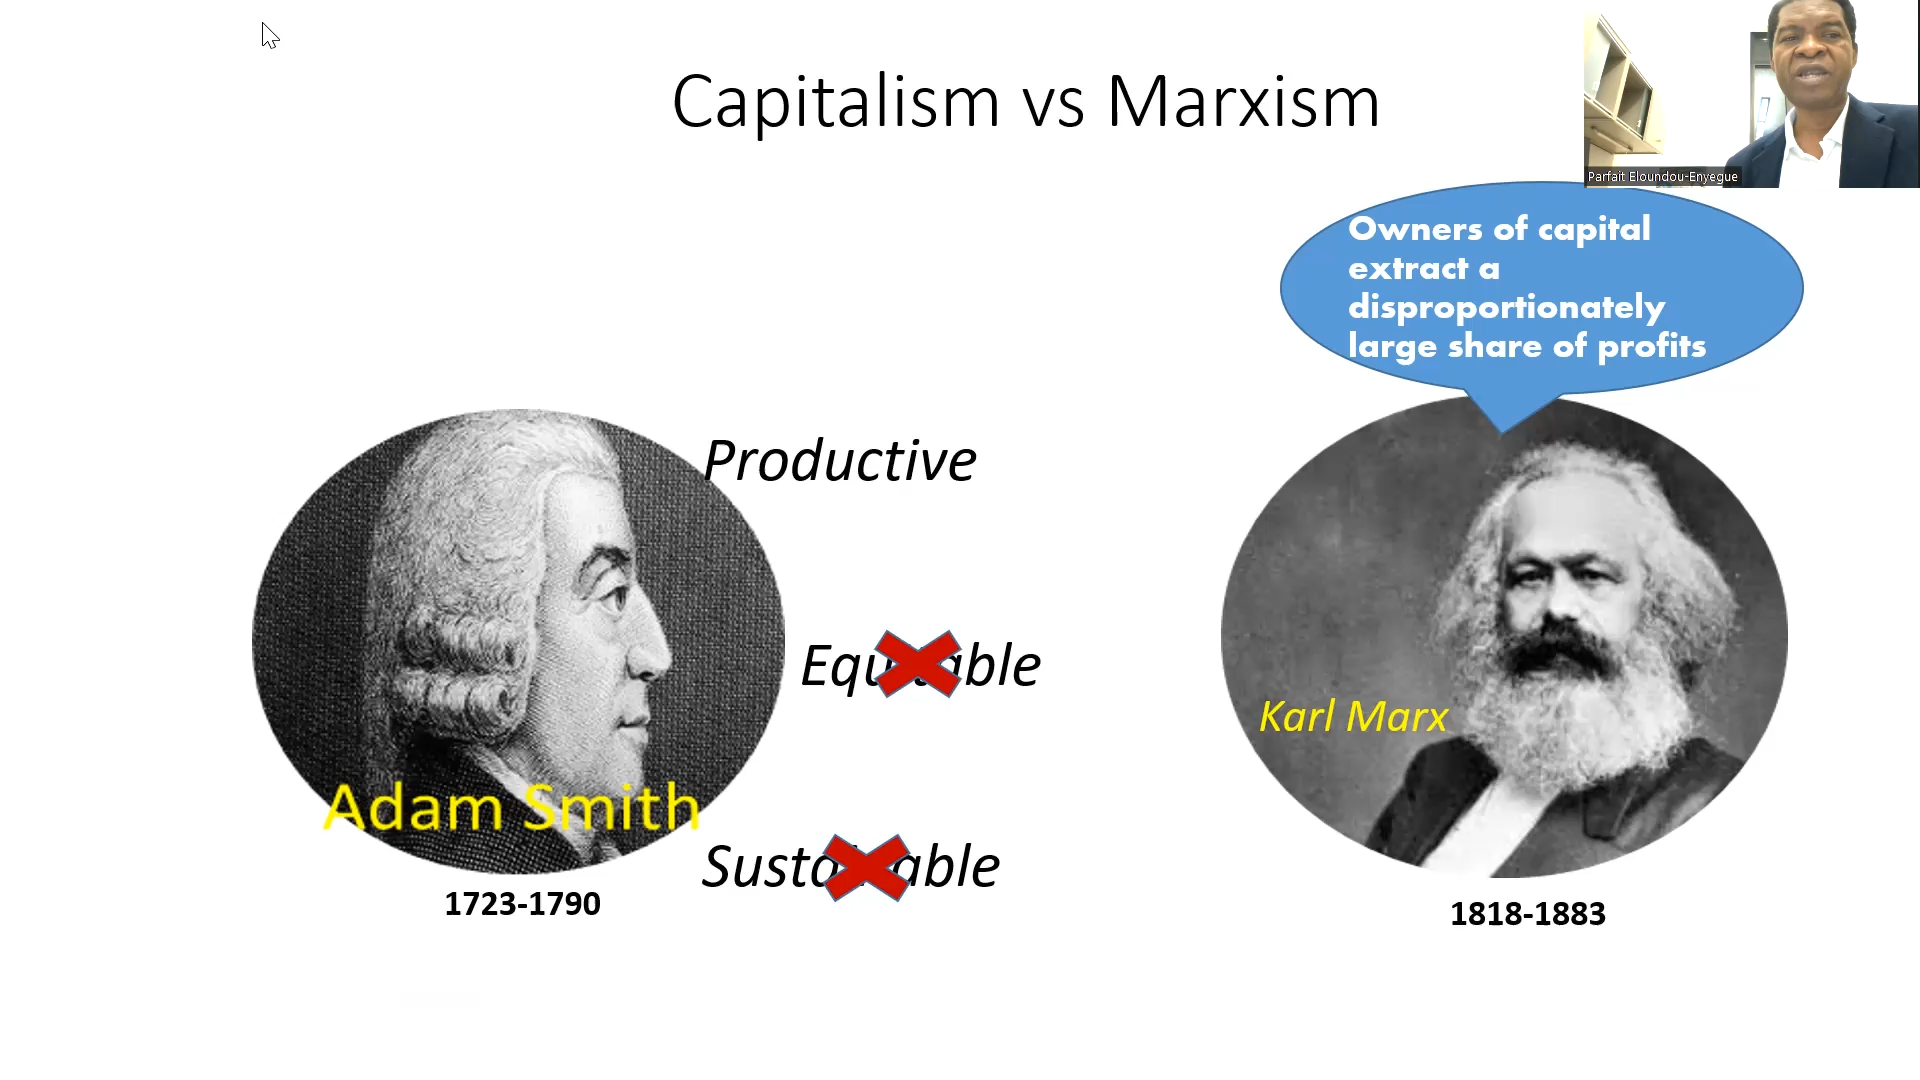 Capitalism vs Marxism
Parfait Eloundou-Enyegue
Owners of capital
extract a
disproportionately
large share of profits
Productive
Karl Marx
Adam Smith
1723-1790
1818-1883